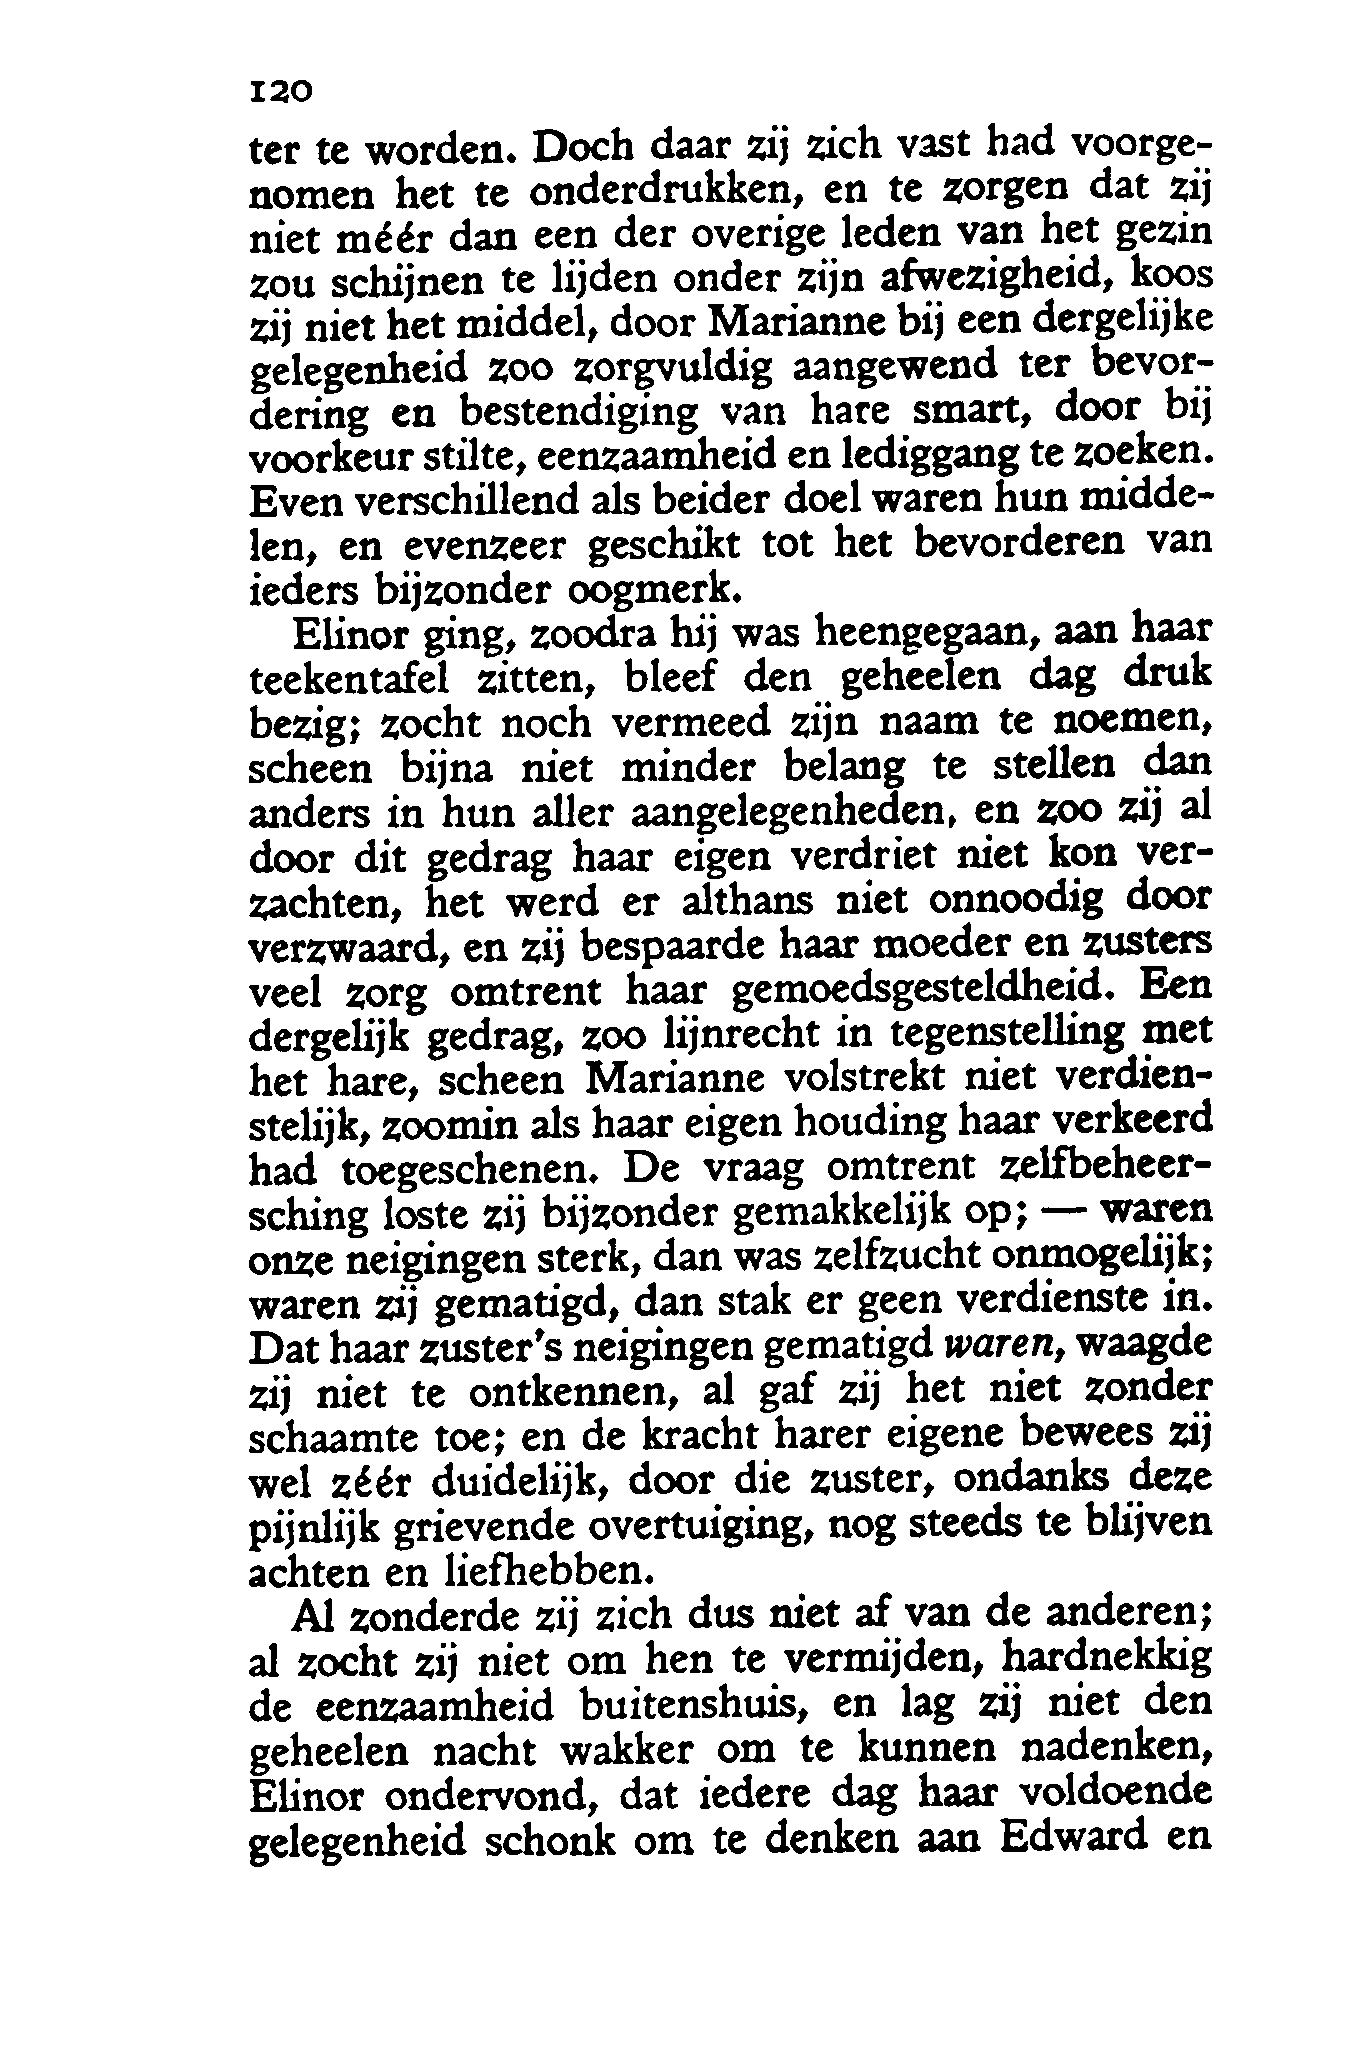 120
ter te worden. Doch daar zij zich vast had voorge-
nomen het te onderdrukken, en te zorgen dat zij
niet méér dan een der overige leden van het gezin
zou schijnen te lijden onder zijn afwezigheid, koos
zij niet het middel, door Marianne bij een dergelijke
gelegenheid zoo zorgvuldig aangewend ter bevor-
dering en bestendiging van hare smart, door bij
voorkeur stilte, eenzaamheid en lediggang te zoeken.
Even verschillend als beider doel waren hun midde-
len, en evenzeer geschikt tot het bevorderen van
ieders bijzonder oogmerk.
Elinor ging, zoodra hij was heengegaan, aan haar
teekentafel zitten, bleef den geheelen dag druk
bezig; zocht noch vermeed zijn naam te noemen,
scheen bijna niet minder belang te stellen dan
anders in hun aller aangelegenheden, en zoo zij al
door dit gedrag haar eigen verdriet niet kon ver-
zachten, het werd er althans niet onnoodig door
verzwaard, en zij bespaarde haar moeder en zusters
veel zorg omtrent haar gemoedsgesteldheid. Een
dergelijk gedrag, zoo lijnrecht in tegenstelling met
het hare, scheen Marianne volstrekt niet verdien-
stelijk, zoomin als haar eigen houding haar verkeerd
had toegeschenen. De vraag omtrent zelfbeheer-
sching loste zij bijzonder gemakkelijk op; — waren
onze neigingen sterk, dan was zelfzucht onmogelijk;
waren zij gematigd, dan stak er geen verdienste in.
Dat haar zuster's neigingen gematigd waren, waagde
zij niet te ontkennen, al gaf zij het niet zonder
schaamte toe; en de kracht harer eigene bewees zij
wel zéér duidelijk, door die zuster, ondanks deze
pijnlijk grievende overtuiging, nog steeds te blijven
achten en liefhebben.
Al zonderde zij zich dus niet af van de anderen;
al zocht zij niet om hen te vermijden, hardnekkig
de eenzaamheid buitenshuis, en lag zij niet den
geheelen nacht wakker om te kunnen nadenken,
Elinor ondervond, dat iedere dag haar voldoende
gelegenheid schonk om te denken aan Edward en